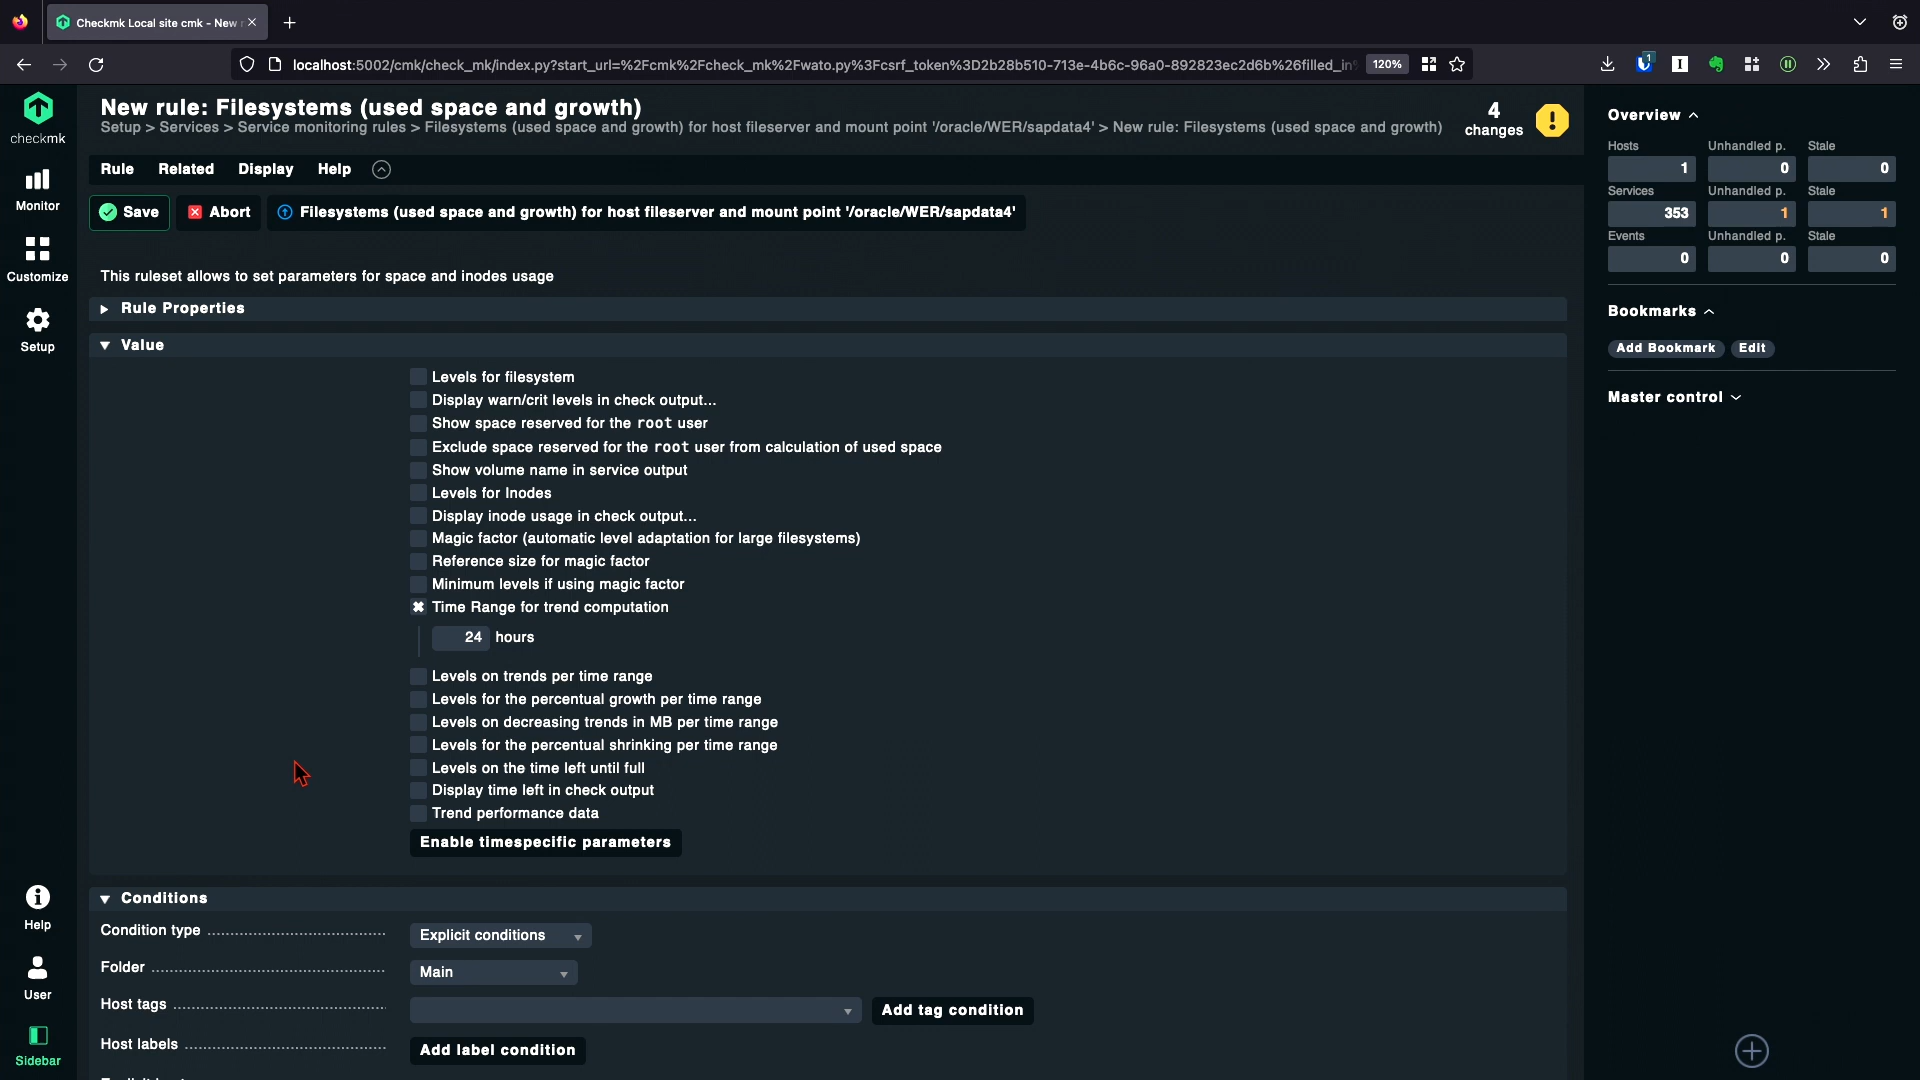 Checkmk Local site cmk - New
localhost:5002/cmk/check_mk/index.py?start_url=%2Fcmk%2Fcheck_mk%2Fwato.py%3Fcsrf_token%3D2b28b510-713e-4b6c-96a0-892823ec2d6b%26filled_in%
120%
1
checkmk
Monitor
Customize
Setup
Help
User
Sidebar
New rule: Filesystems (used space and growth)
Setup > Services > Service monitoring rules > Filesystems (used space and growth) for host fileserver and mount point '/oracle/WER/sapdata4' > New rule: Filesystems (used space and growth)
4
changes
Rule Related Display Help
Save Abort Filesystems (used space and growth) for host fileserver and mount point '/oracle/WER/sapdata4'
This ruleset allows to set parameters for space and inodes usage
Rule Properties
Value
Levels for filesystem
Display warn/crit levels in check output...
Show space reserved for the root user
Exclude space reserved for the root user from calculation of used space
Show volume name in service output
Levels for Inodes
Display inode usage in check output...
Magic factor (automatic level adaptation for large filesystems)
Reference size for magic factor
Minimum levels if using magic factor
Time Range for trend computation
24 hours
Levels on trends per time range
Levels for the percentual growth per time range
Levels on decreasing trends in MB per time range
Levels for the percentual shrinking per time range
Levels on the time left until full
Display time left in check output
Trend performance data
Enable timespecific parameters
Conditions
Condition type Explicit conditions
Folder Main
Host tags Add tag condition
Host labels Add label condition
Overview
Hosts Unhandled p. Stale
1 0 0
Services Unhandled p. Stale
353 1 1
Events Unhandled p. Stale
0 0 0
Bookmarks
Add Bookmark Edit
Master control